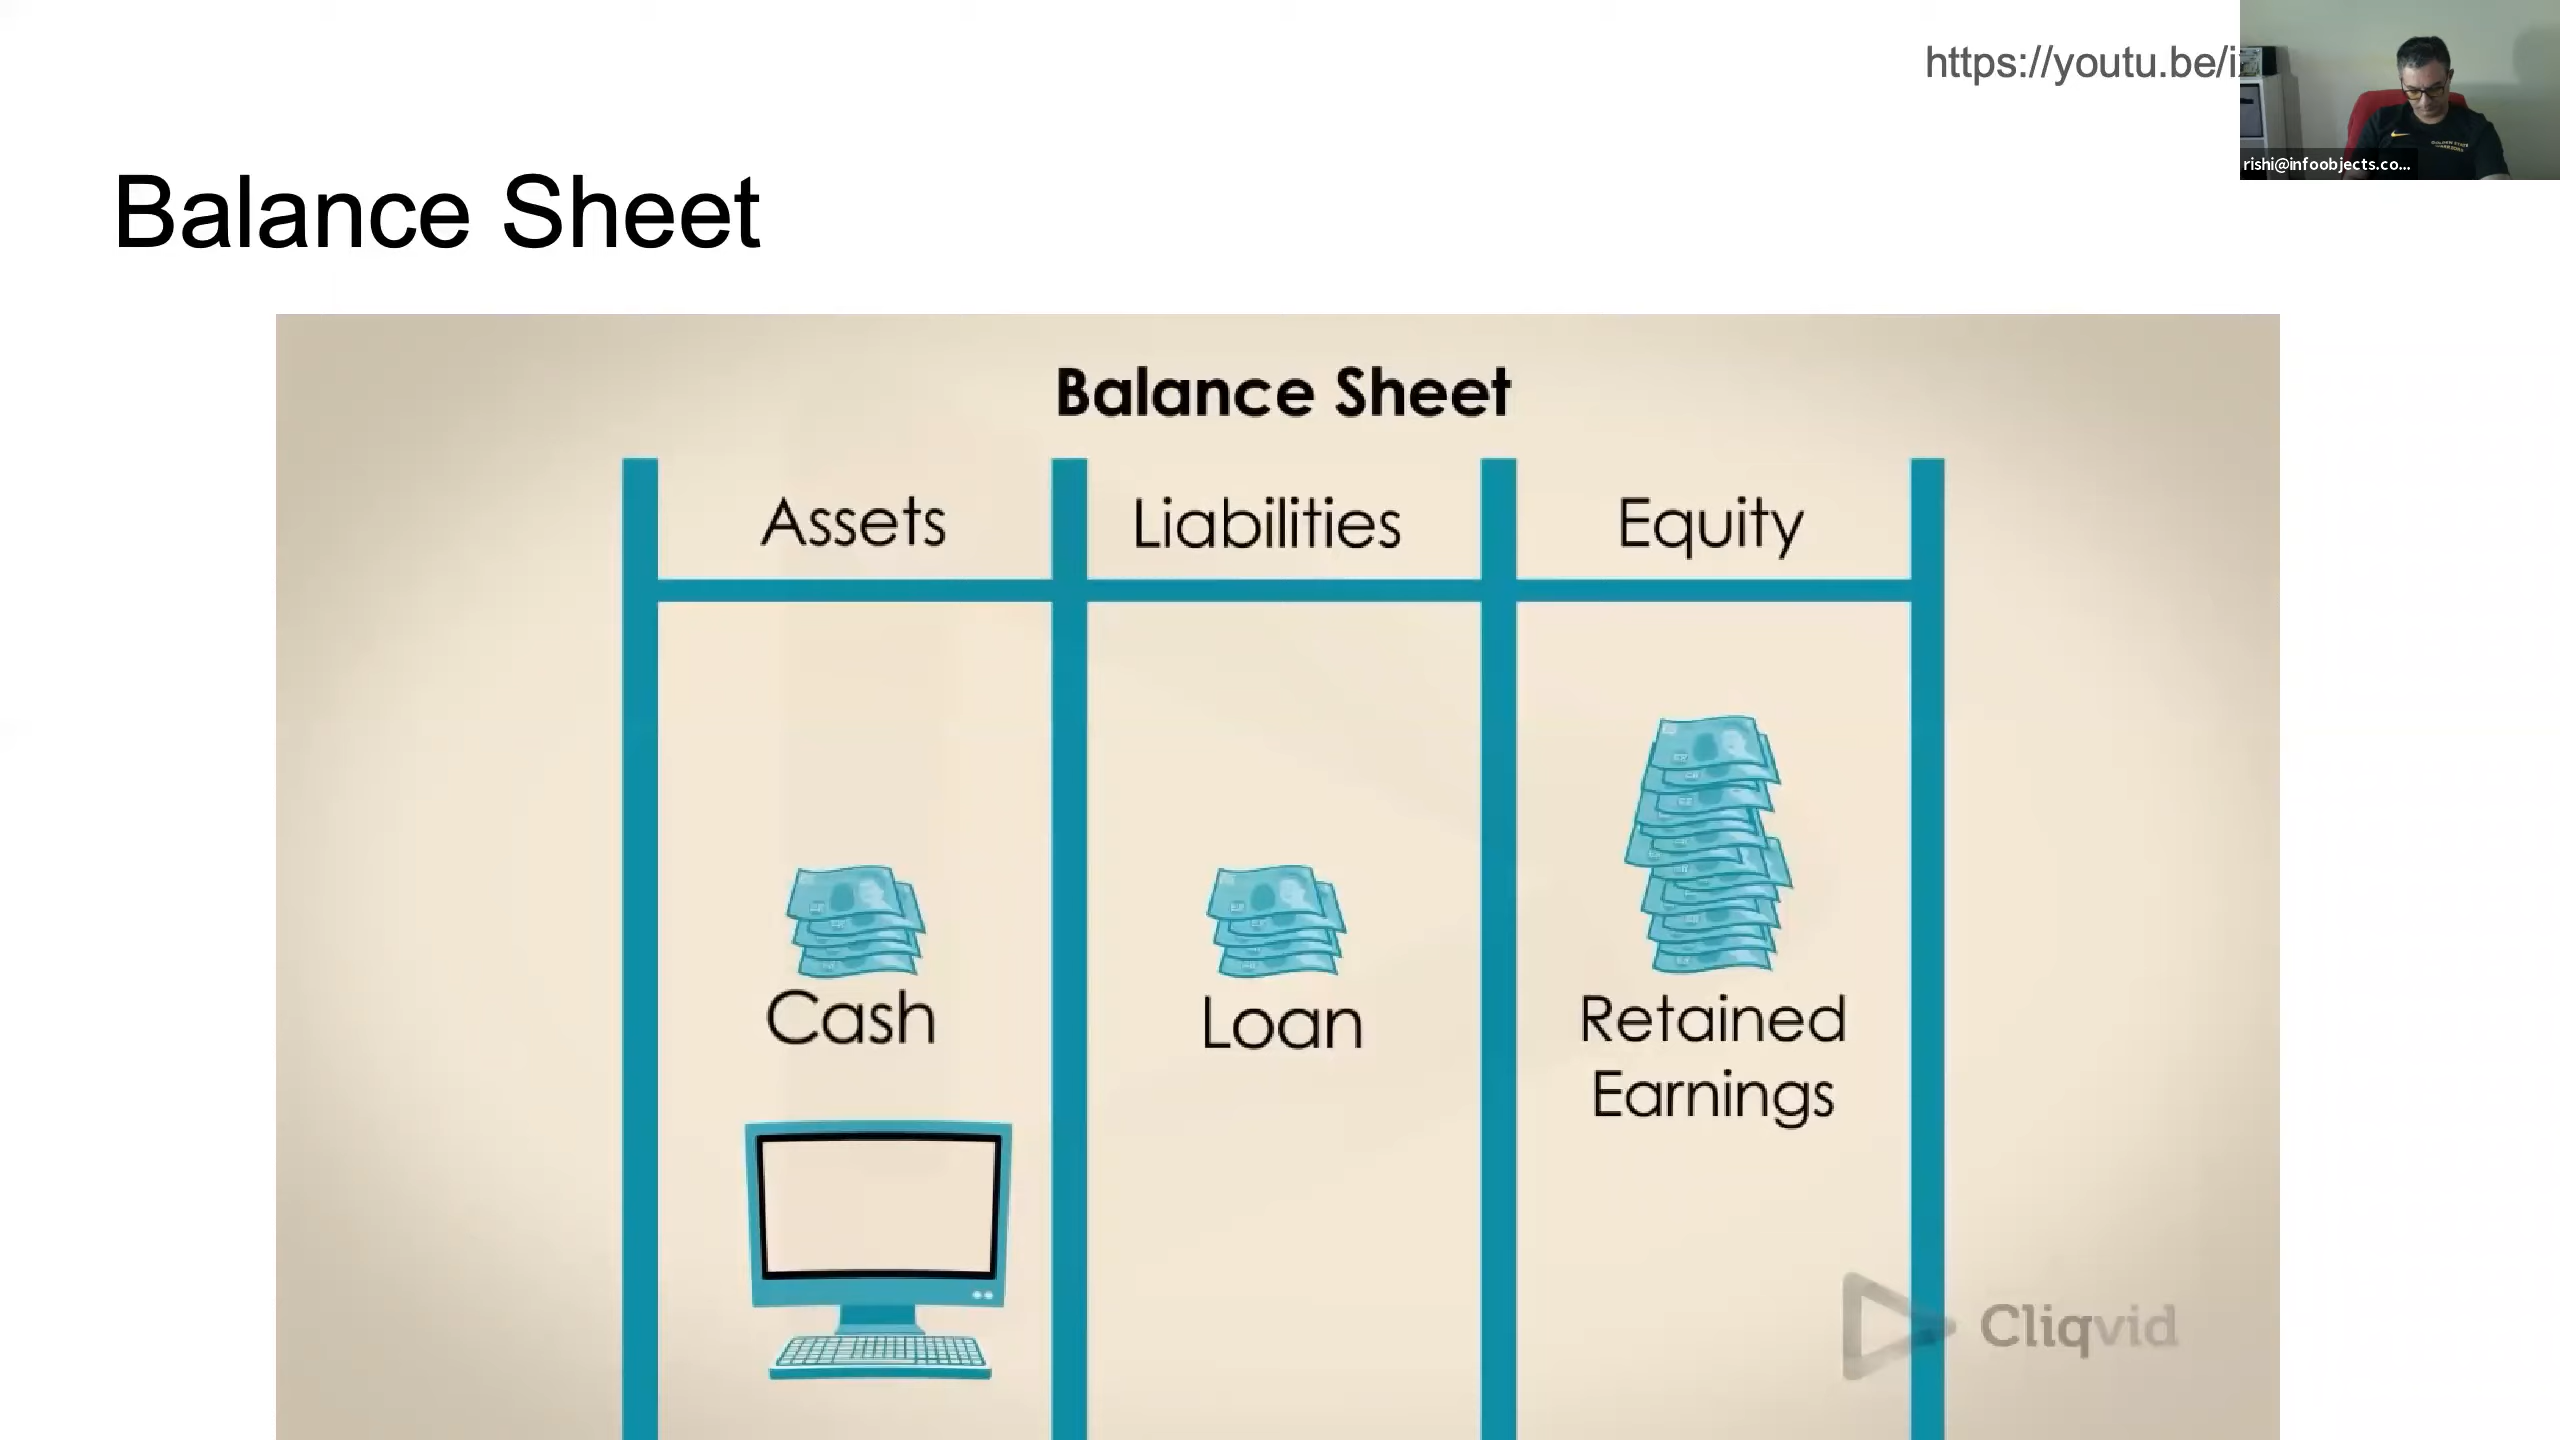 https://youtu.be/i
rishi@infoobjects.co...
Balance Sheet
Balance Sheet
Assets
Liabilities
Equity
Cash
Loan
Retained
Earnings
Cliqvid